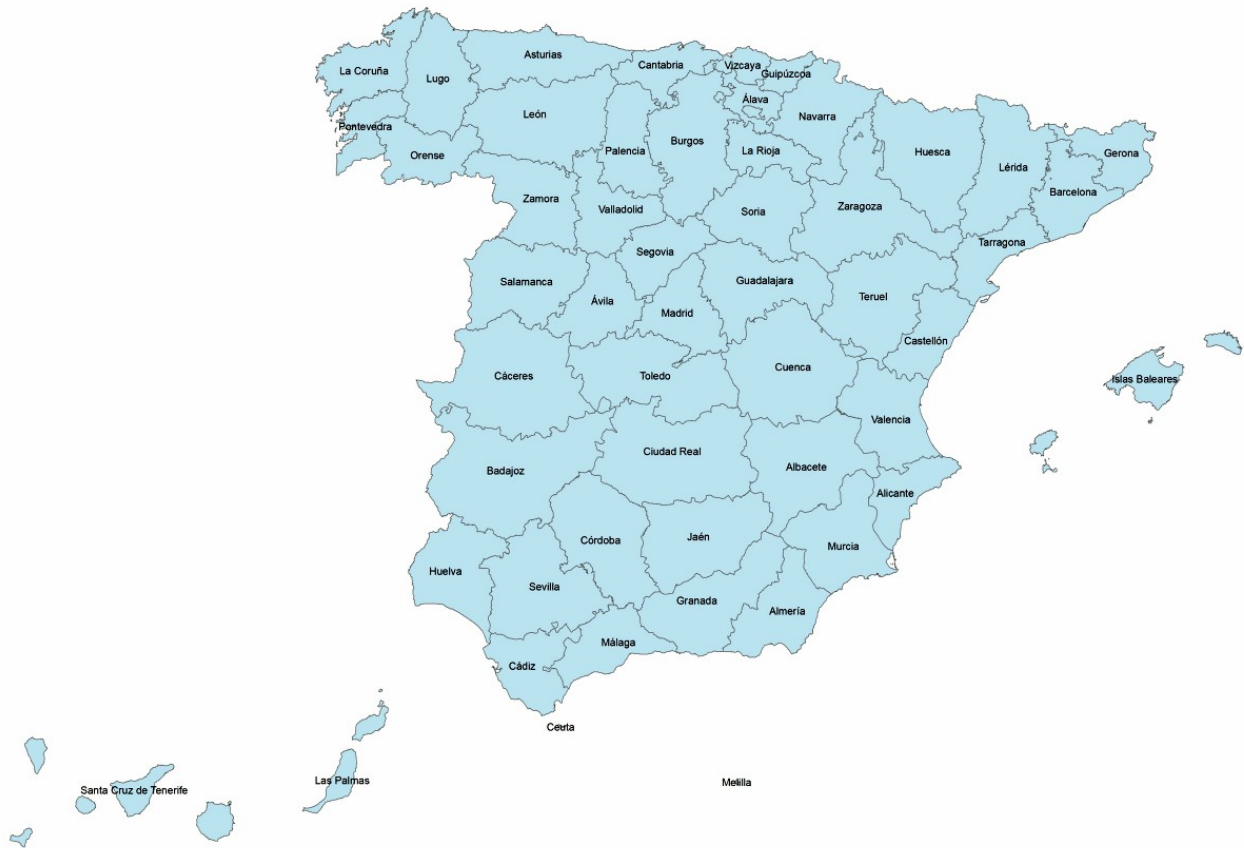 Asturias
Cantabria
Vizcaya
Guipúzcoa
La Coruña
Lugo
Álava
León
Navarra
Pontevedra
Burgos
Palencia
La Rioja
Huesca
Gerona
Orense
Lérida
Barcelona
Zamora
Valladolid
Soria
Zaragoza
Tarragona
Segovia
Salamanca
Guadalajara
Ávila
Teruel
Madrid
Castellón
Cáceres
Toledo
Cuenca
Islas Baleares
Valencia
Ciudad Real
Badajoz
Albacete
Alicante
Córdoba
Jaén
Murcia
Huelva
Sevilla
Granada
Almería
Málaga
Cádiz
Ceuta
Las Palmas
Melilla
Santa Cruz de Tenerife